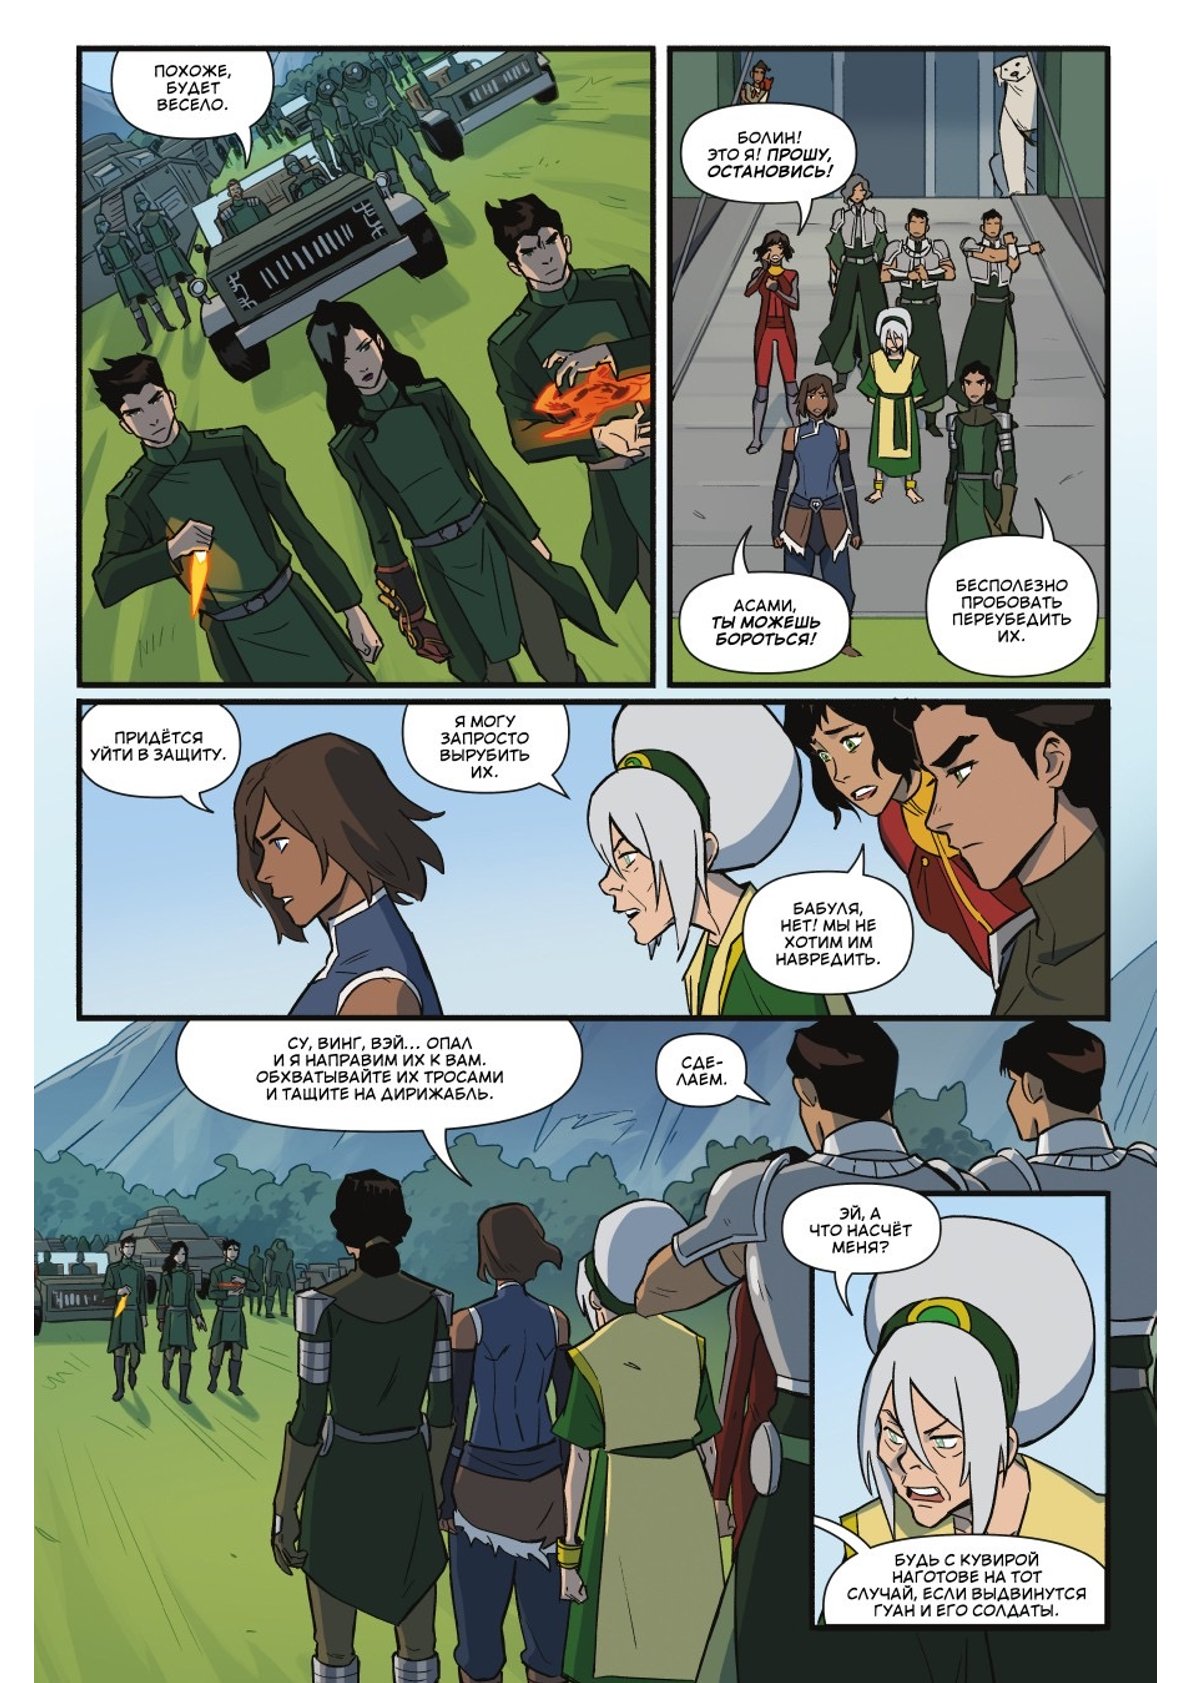 ПОХОЖЕ,
БУДЕТ
ВЕСЕЛО.
БОЛИН!
ЭТО Я! ПРОШУ,
ОСТАНОВИСЬ!
АСАМИ,
ТЫ МОЖЕШЬ
БОРОТЬСЯ!
БЕСПОЛЕЗНО
ПРОБОВАТЬ
ПЕРЕУБЕДИТЬ
ИХ.
ПРИДЁТСЯ
УЙТИ В ЗАЩИТУ.
Я МОГУ
ЗАПРОСТО
ВЫРУБИТЬ
ИХ.
БАБУЛЯ,
НЕТ! МЫ НЕ
ХОТИМ ИМ
НАВРЕДИТЬ.
СУ, ВИНГ, ВЭЙ... ОПАЛ
И Я НАПРАВИМ ИХ К ВАМ.
ОБХВАТЫВАЙТЕ ИХ ТРОСАМИ
И ТАЩИТЕ НА ДИРИЖАБЛЬ.
СДЕ-
ЛАЕМ.
ЭЙ, А
ЧТО НАСЧЁТ
МЕНЯ?
БУДЬ С КУВИРОЙ
НАГОТОВЕ НА ТОТ
СЛУЧАЙ, ЕСЛИ ВЫДВИНУТСЯ
ГУАН И ЕГО СОЛДАТЫ.